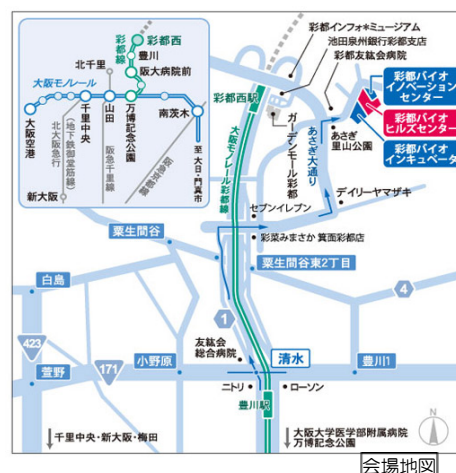 彩都西
彩都線
豊川
阪大病院前
北千里
大阪モノレール
大阪空港
千里中央
山田
万博記念公園
南茨木
至 大日・門真市
北大阪急行
(地下鉄御堂筋線)
阪急千里線
阪急京都線
新大阪
彩都インフォ*ミュージアム
池田泉州銀行彩都支店
彩都友紘会病院
彩都西駅
ガーデンモール彩都
あさぎ大通り
あさぎ
里山公園
彩都バイオ
イノベーション
センター
彩都バイオ
ヒルズセンター
彩都バイオ
インキュベータ
大阪モノレール彩都線
デイリーヤマザキ
セブンイレブン
彩菜みまさか 箕面彩都店
粟生間谷
粟生間谷東2丁目
白島
4
1
423
171
友紘会
総合病院
清水
小野原
豊川1
萱野
ニトリ
ローソン
豊川駅
千里中央・新大阪・梅田
大阪大学医学部附属病院
万博記念公園
N
会場地図